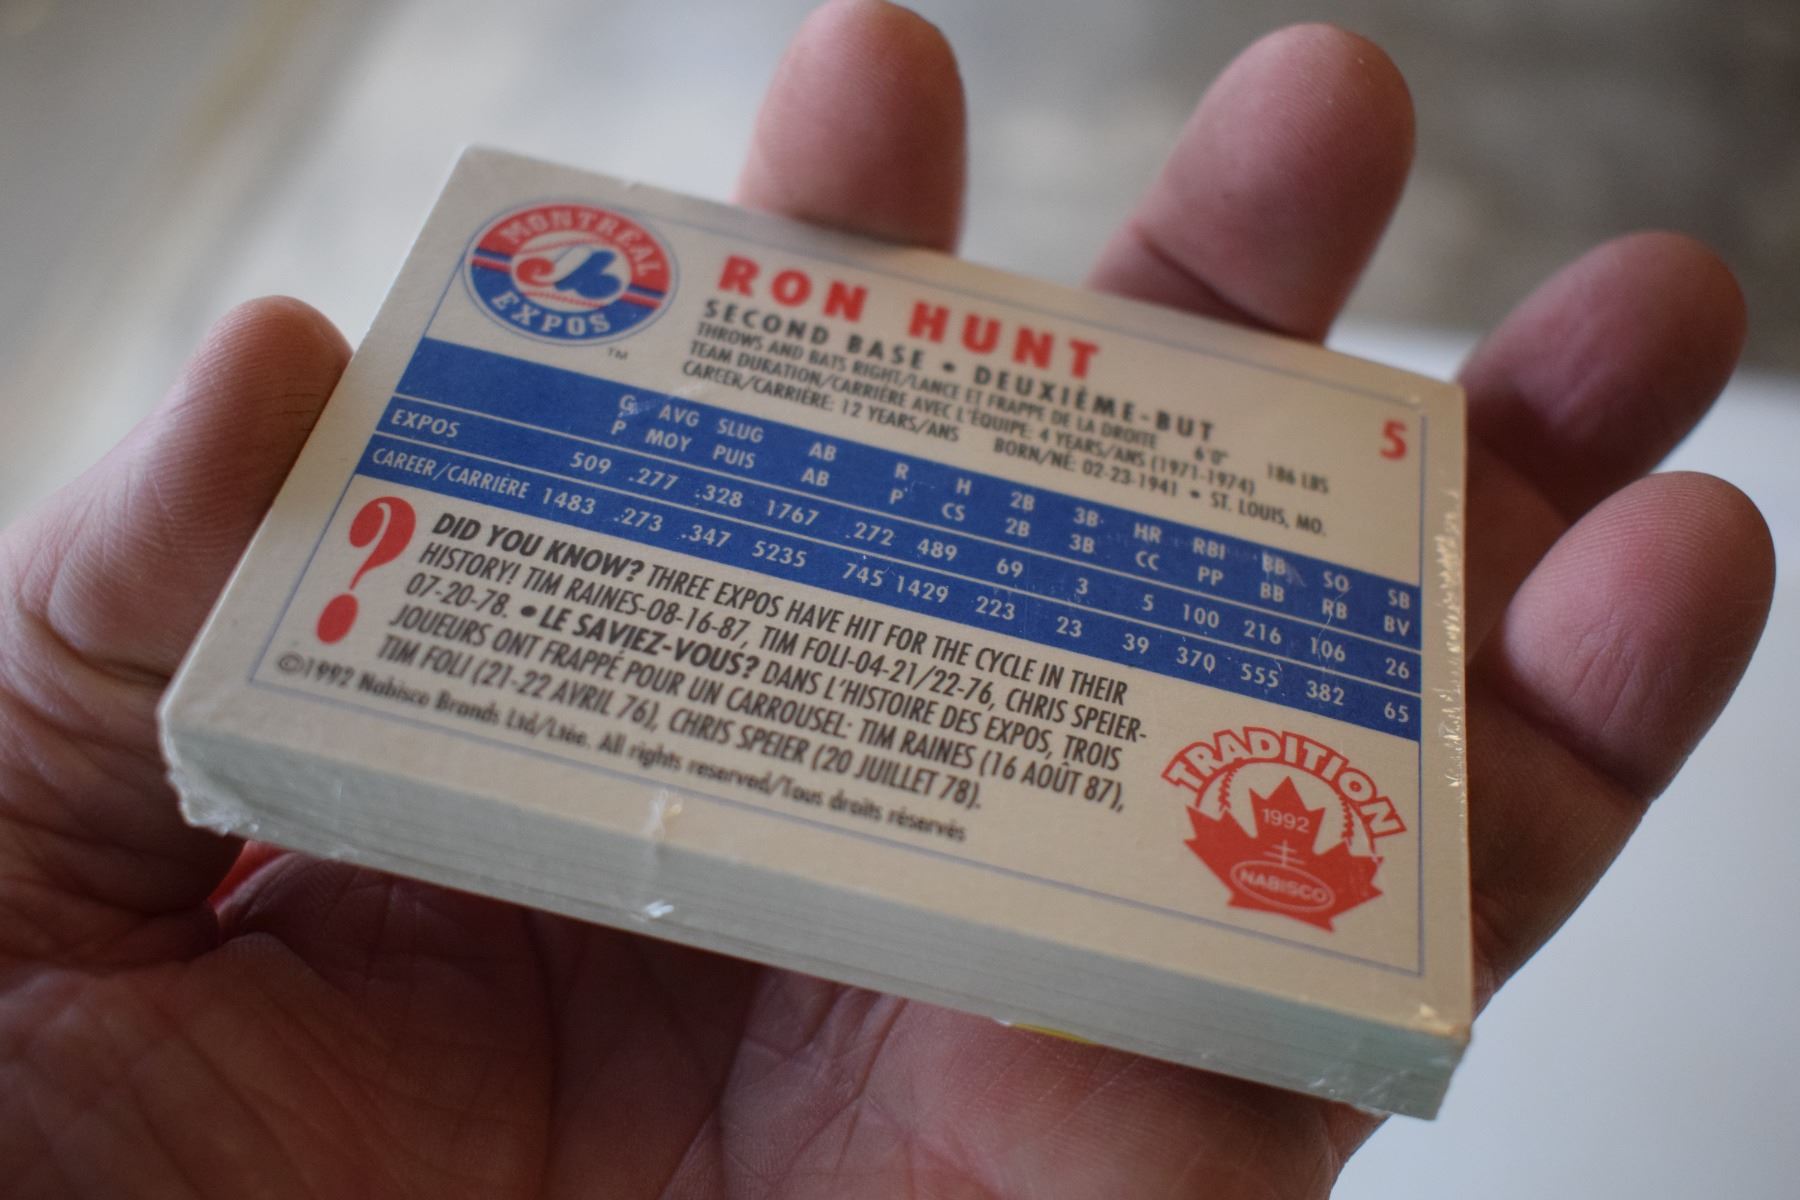 MONTREAL
EXPOS
TM
RON HUNT
5
SECOND BASE • DEUXIÈME-BUT
THROWS AND BATS RIGHT/LANCE ET FRAPPE DE LA DROITE 6'0" 186 LBS
TEAM DURATION/CARRIÈRE AVEC L'ÉQUIPE: 4 YEARS/ANS (1971-1974)
CAREER/CARRIÈRE: 12 YEARS/ANS BORN/NÉ: 02-23-1941 • ST. LOUIS, MO.
G AVG SLUG AB R H 2B 3B HR RBI BB SO SB
P MOY PUIS AB P CS 2B 3B CC PP BB RB BV
EXPOS 509 .277 .328 1767 .272 489 69 3 5 100 216 106 26
CAREER/CARRIÈRE 1483 .273 .347 5235 745 1429 223 23 39 370 555 382 65
?
DID YOU KNOW? THREE EXPOS HAVE HIT FOR THE CYCLE IN THEIR
HISTORY! TIM RAINES-08-16-87, TIM FOLI-04-21/22-76, CHRIS SPEIER-
07-20-78. • LE SAVIEZ-VOUS? DANS L'HISTOIRE DES EXPOS, TROIS
JOUEURS ONT FRAPPÉ POUR UN CARROUSEL: TIM RAINES (16 AOÛT 87),
TIM FOLI (21-22 AVRIL 76), CHRIS SPEIER (20 JUILLET 78).
©1992 Nabisco Brands Ltd/Ltée. All rights reserved/Tous droits réservés
TRADITION
1992
NABISCO